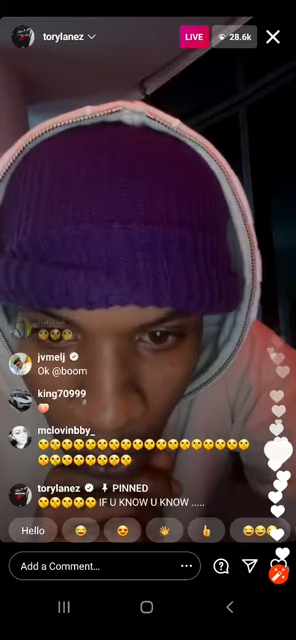 torylanez
LIVE
28.6k
jvmelj
Ok @boom
king70999
mclovinbby_
torylanez PINNED
IF U KNOW U KNOW .....
Hello
Add a Comment...